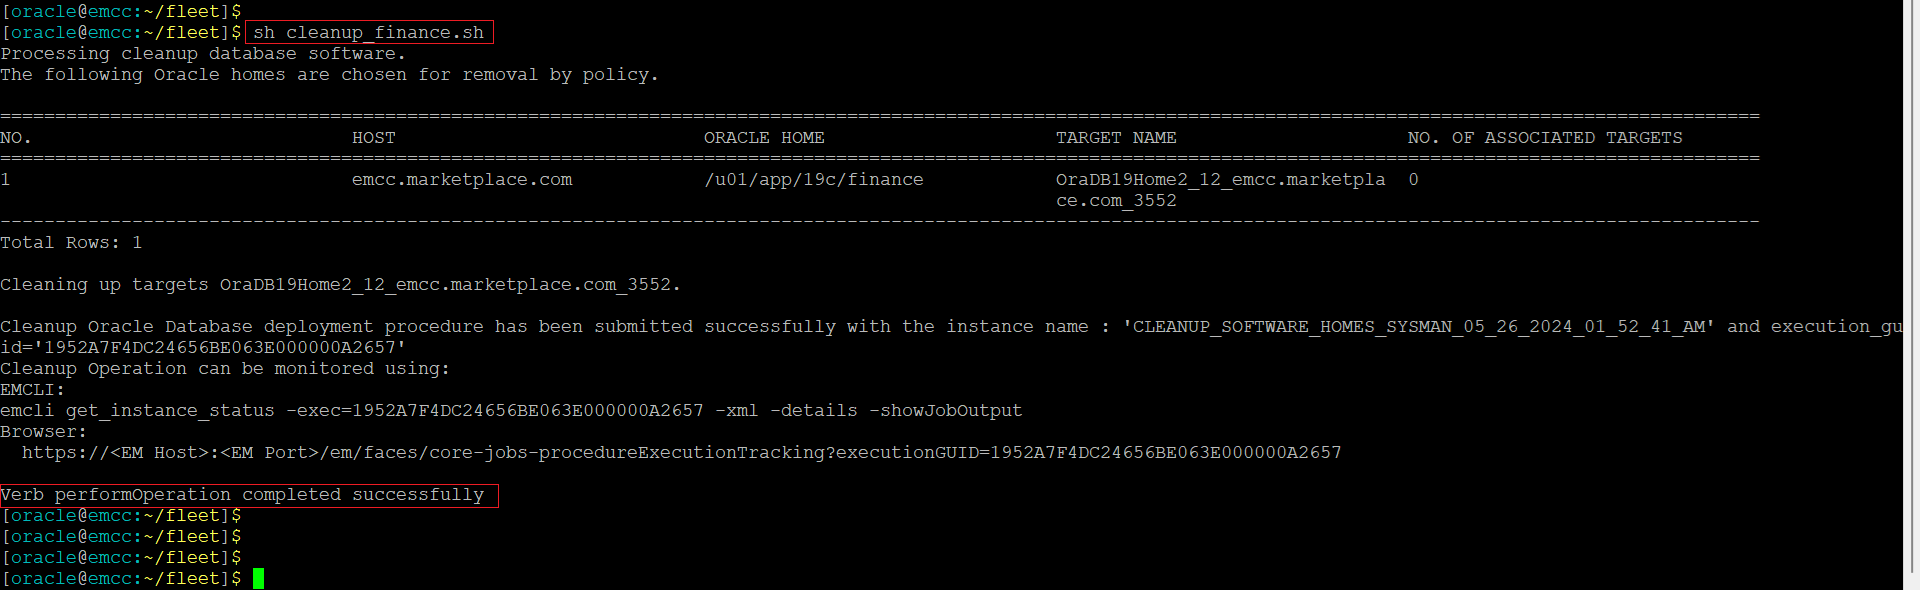 [oracle@emcc:~/fleet]$
[oracle@emcc:~/fleet]$ sh cleanup_finance.sh
Processing cleanup database software.
The following Oracle homes are chosen for removal by policy.
================================================================================================================================================================
NO. HOST ORACLE HOME TARGET NAME NO. OF ASSOCIATED TARGETS
================================================================================================================================================================
1 emcc.marketplace.com /u01/app/19c/finance OraDB19Home2_12_emcc.marketpla 0
ce.com_3552
----------------------------------------------------------------------------------------------------------------------------------------------------------------
Total Rows: 1
Cleaning up targets OraDB19Home2_12_emcc.marketplace.com_3552.
Cleanup Oracle Database deployment procedure has been submitted successfully with the instance name : 'CLEANUP_SOFTWARE_HOMES_SYSMAN_05_26_2024_01_52_41_AM' and execution_gu
id='1952A7F4DC24656BE063E000000A2657'
Cleanup Operation can be monitored using:
EMCLI:
emcli get_instance_status -exec=1952A7F4DC24656BE063E000000A2657 -xml -details -showJobOutput
Browser:
https://<EM Host>:<EM Port>/em/faces/core-jobs-procedureExecutionTracking?executionGUID=1952A7F4DC24656BE063E000000A2657
Verb performOperation completed successfully
[oracle@emcc:~/fleet]$
[oracle@emcc:~/fleet]$
[oracle@emcc:~/fleet]$
[oracle@emcc:~/fleet]$